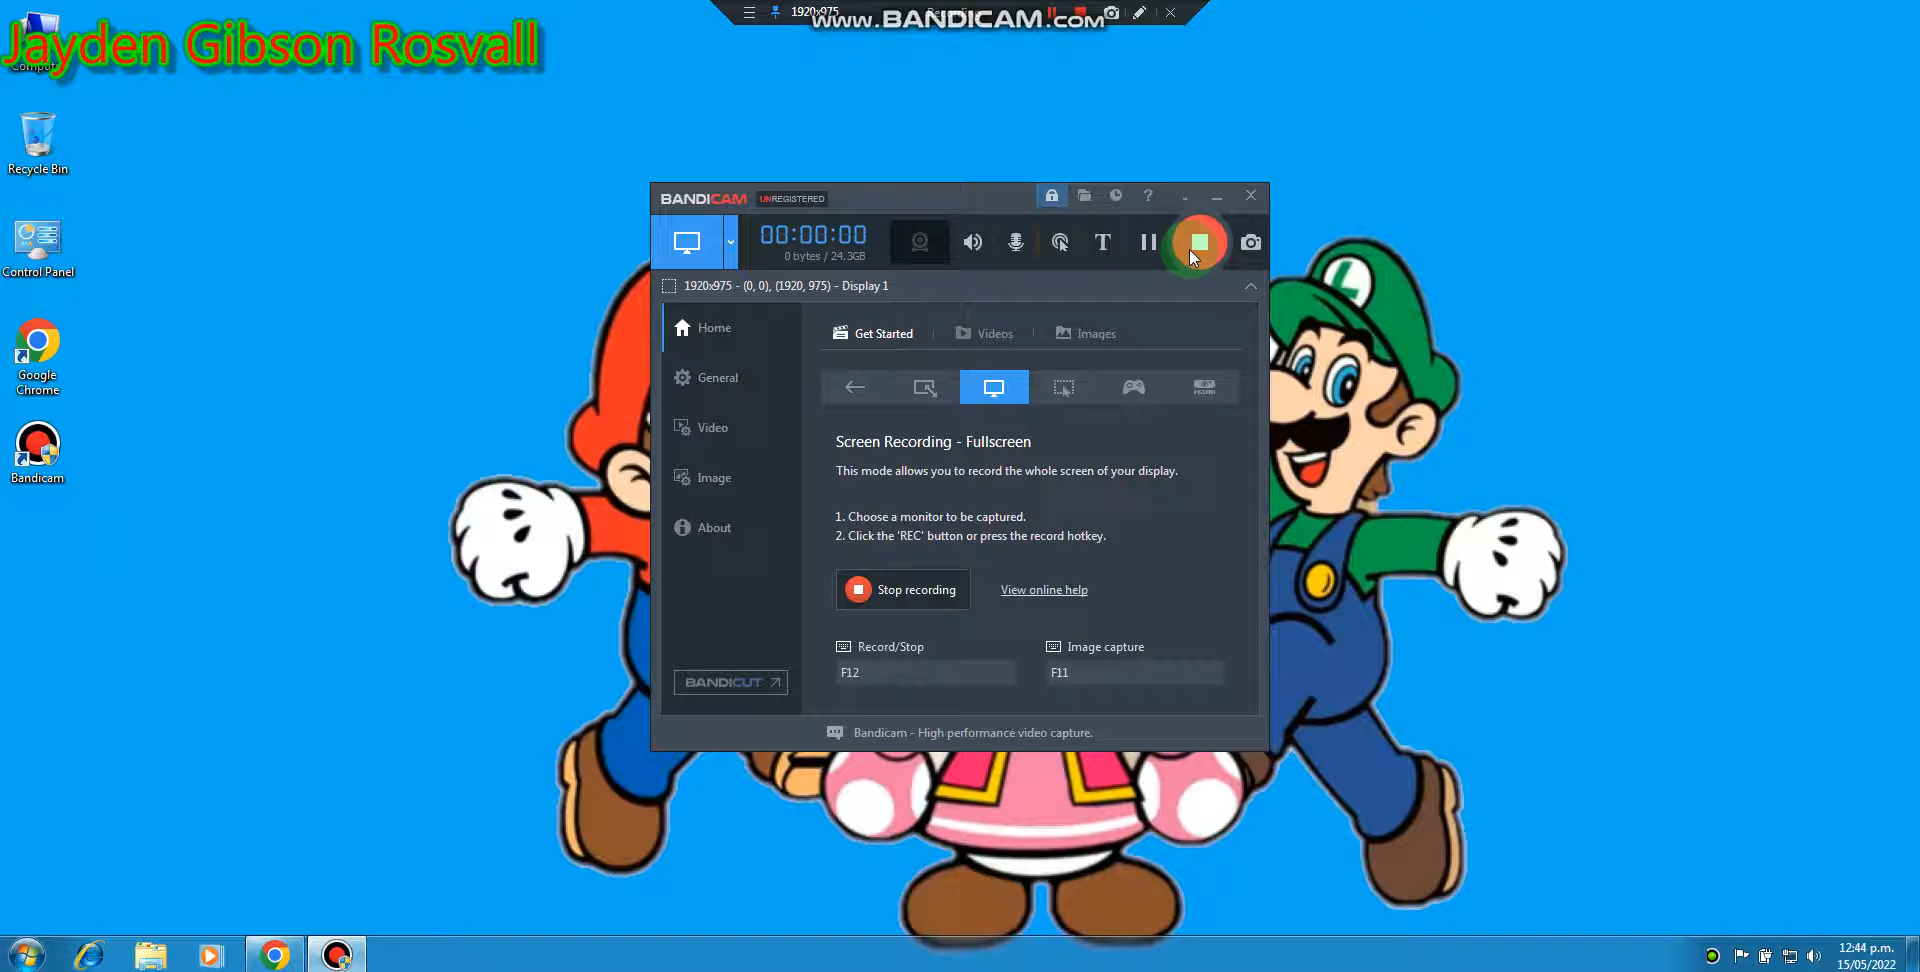 1920x975
www.BANDICAM.com
Jayden Gibson Rosvall
Computer
Recycle Bin
Control Panel
Google
Chrome
Bandicam
BANDICAM UNREGISTERED
?
00:00:00
0 bytes / 24.3GB
T
1920x975 - (0, 0), (1920, 975) - Display 1
Home
General
Video
Image
About
BANDICUT
Get Started
Videos
Images
HDMI
Screen Recording - Fullscreen
This mode allows you to record the whole screen of your display.
1. Choose a monitor to be captured.
2. Click the 'REC' button or press the record hotkey.
Stop recording
View online help
Record/Stop
Image capture
F12
F11
Bandicam - High performance video capture.
L
12:44 p.m.
15/05/2022